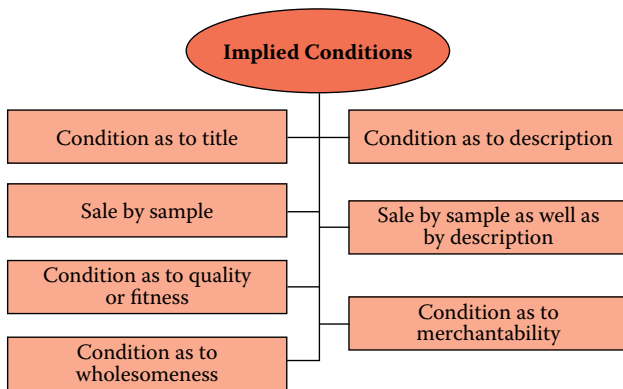 Implied Conditions
Condition as to title
Condition as to description
Sale by sample
Sale by sample as well as
by description
Condition as to quality
or fitness
Condition as to
merchantability
Condition as to
wholesomeness